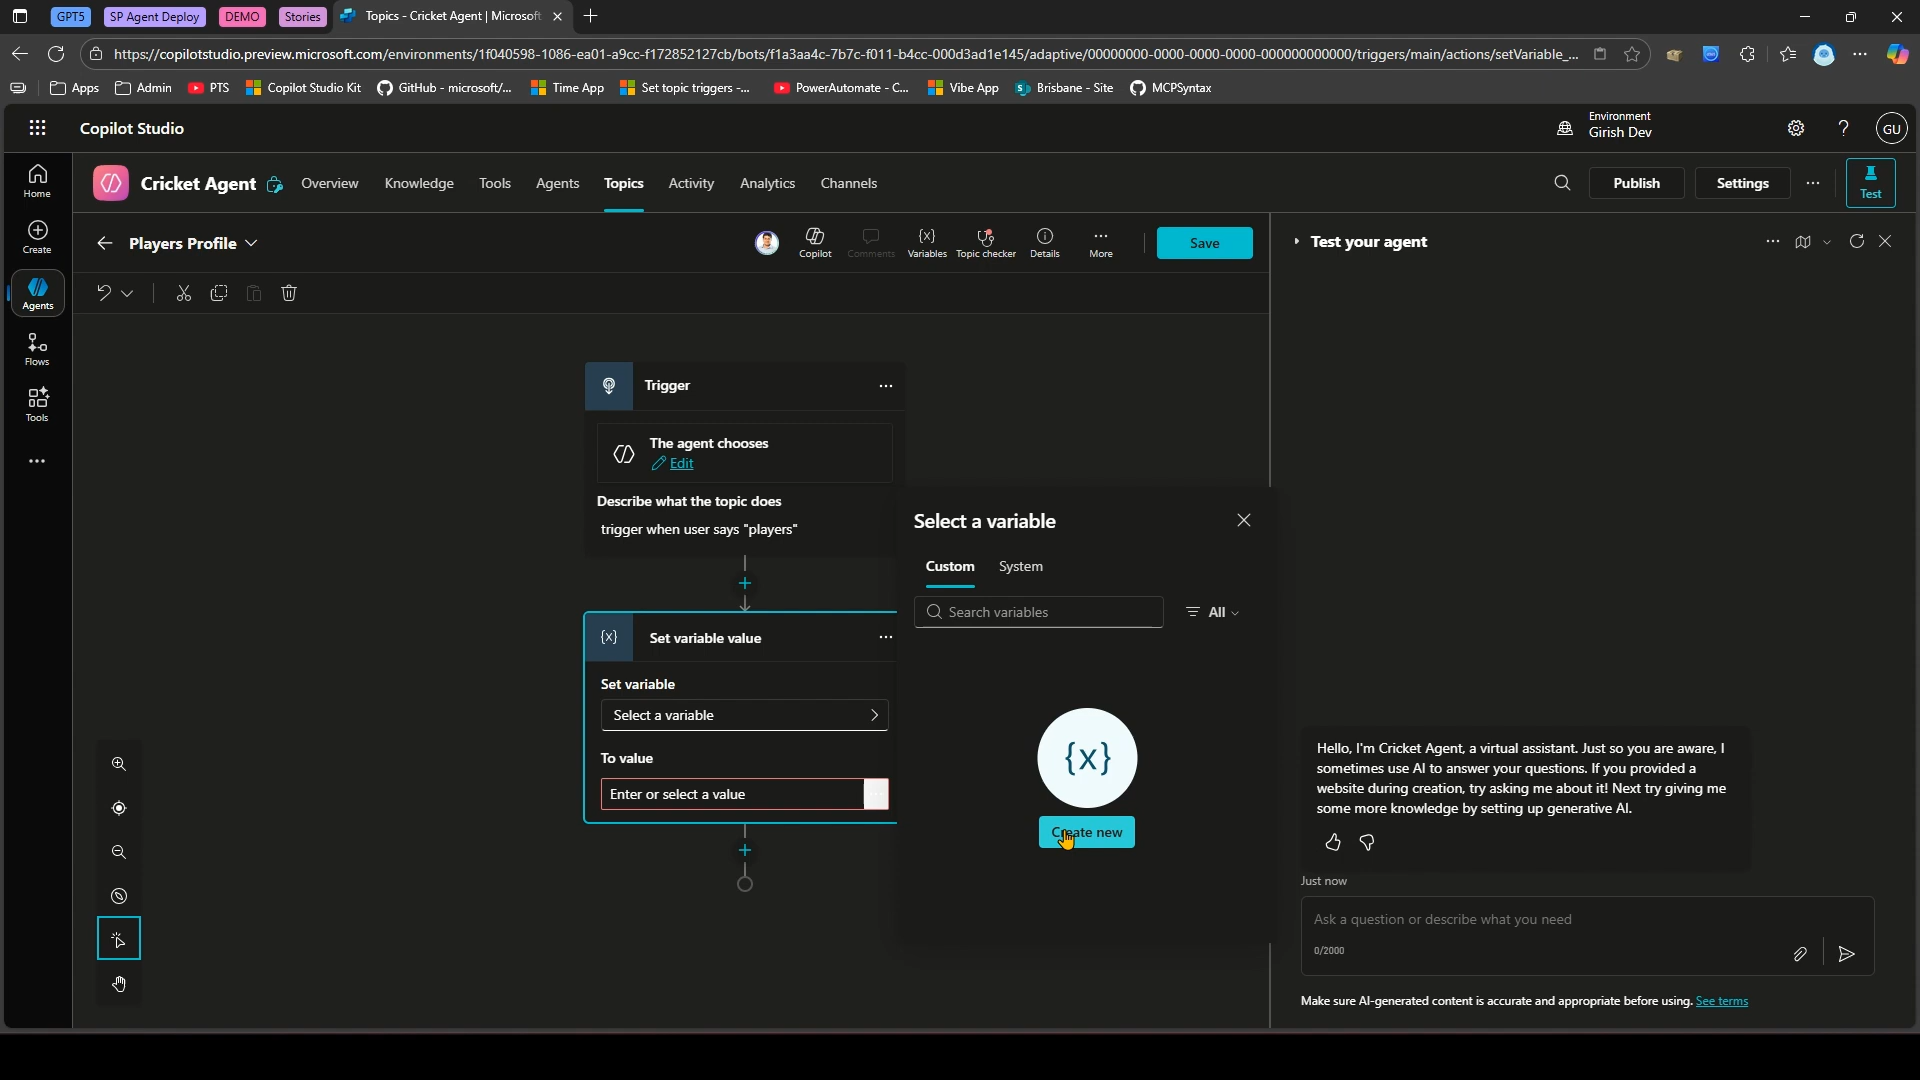 GPT5
SP Agent Deploy
DEMO
Stories
Topics - Cricket Agent | Microsoft
https://copilotstudio.preview.microsoft.com/environments/1f040598-1086-ea01-a9cc-f172852127cb/bots/f1a3aa4c-7b7c-f011-b4cc-000d3ad1e145/adaptive/00000000-0000-0000-0000-000000000000/triggers/main/actions/setVariable_...
Apps
Admin
PTS
Copilot Studio Kit
GitHub - microsoft/...
Time App
Set topic triggers -...
PowerAutomate - C...
Vibe App
Brisbane - Site
MCPSyntax
Copilot Studio
Environment
Girish Dev
GU
Home
Create
Agents
Flows
Tools
Cricket Agent
Overview
Knowledge
Tools
Agents
Topics
Activity
Analytics
Channels
Publish
Settings
Test
Players Profile
Copilot
Comments
Variables
Topic checker
Details
More
Save
Trigger
The agent chooses
Edit
Describe what the topic does
trigger when user says "players"
{x}
Set variable value
Set variable
Select a variable
To value
Enter or select a value
Select a variable
Custom
System
Search variables
All
{x}
Create new
Test your agent
Hello, I'm Cricket Agent, a virtual assistant. Just so you are aware, I
sometimes use AI to answer your questions. If you provided a
website during creation, try asking me about it! Next try giving me
some more knowledge by setting up generative AI.
Just now
Ask a question or describe what you need
0/2000
Make sure AI-generated content is accurate and appropriate before using. See terms